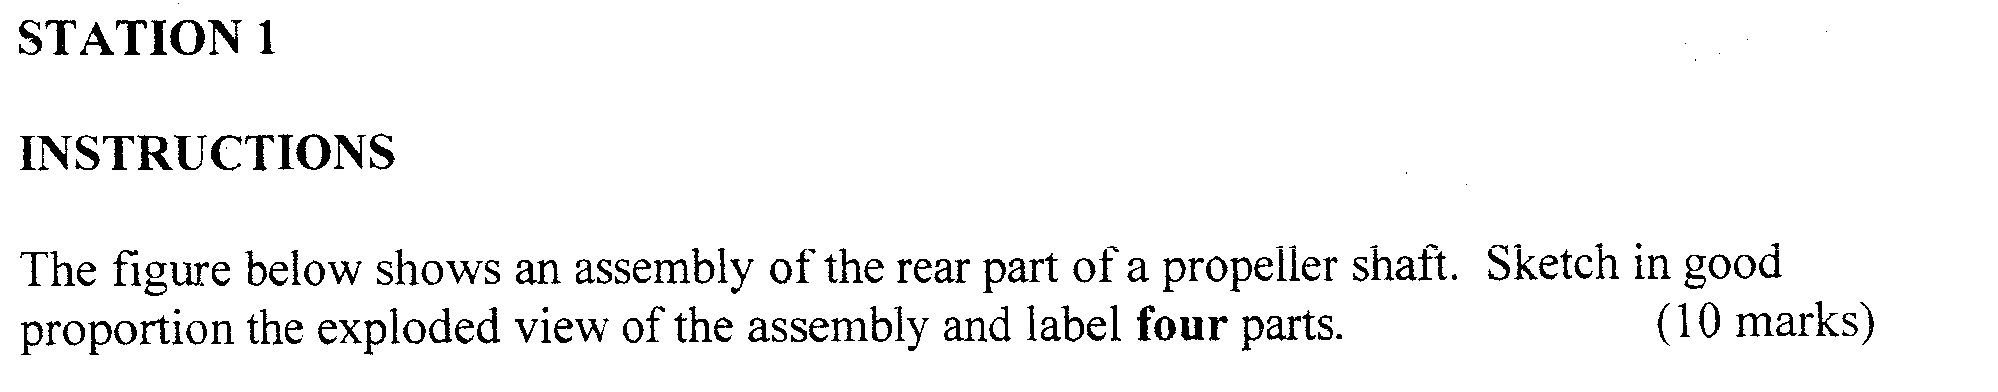 STATION 1
INSTRUCTIONS
The figure below shows an assembly of the rear part of a propeller shaft. Sketch in good
proportion the exploded view of the assembly and label four parts. (10 marks)